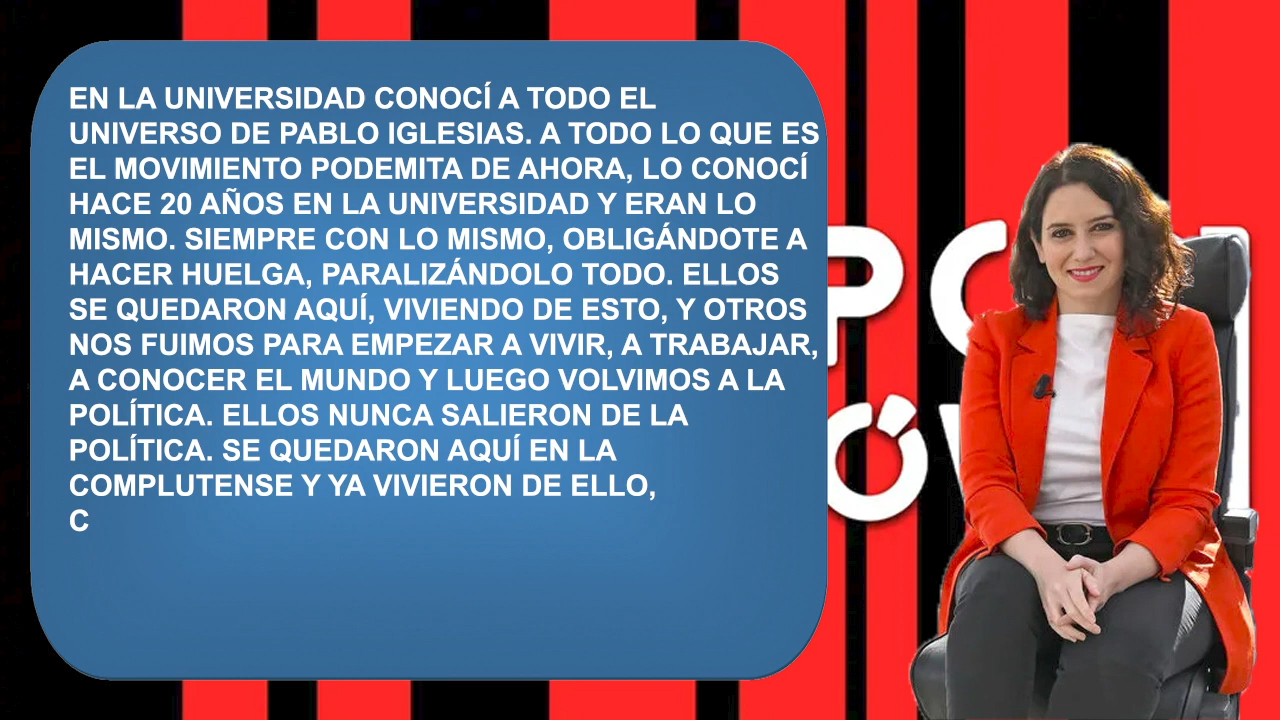 EN LA UNIVERSIDAD CONOCÍ A TODO EL
UNIVERSO DE PABLO IGLESIAS. A TODO LO QUE ES
EL MOVIMIENTO PODEMITA DE AHORA, LO CONOCÍ
HACE 20 AÑOS EN LA UNIVERSIDAD Y ERAN LO
MISMO. SIEMPRE CON LO MISMO, OBLIGÁNDOTE A
HACER HUELGA, PARALIZÁNDOLO TODO. ELLOS
SE QUEDARON AQUÍ, VIVIENDO DE ESTO, Y OTROS
NOS FUIMOS PARA EMPEZAR A VIVIR, A TRABAJAR,
A CONOCER EL MUNDO Y LUEGO VOLVIMOS A LA
POLÍTICA. ELLOS NUNCA SALIERON DE LA
POLÍTICA. SE QUEDARON AQUÍ EN LA
COMPLUTENSE Y YA VIVIERON DE ELLO,
C